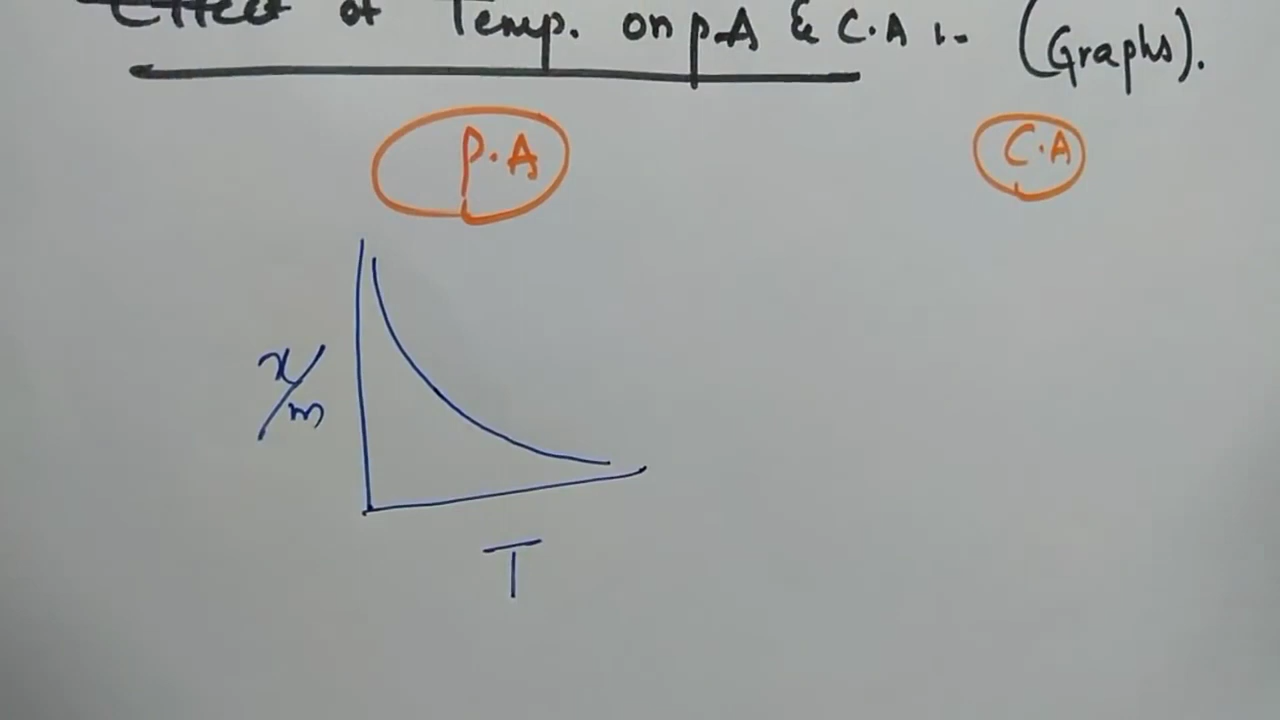 Effect of Temp. on p.A & C.A :- (Graphs).
P.A
C.A
x/m
T